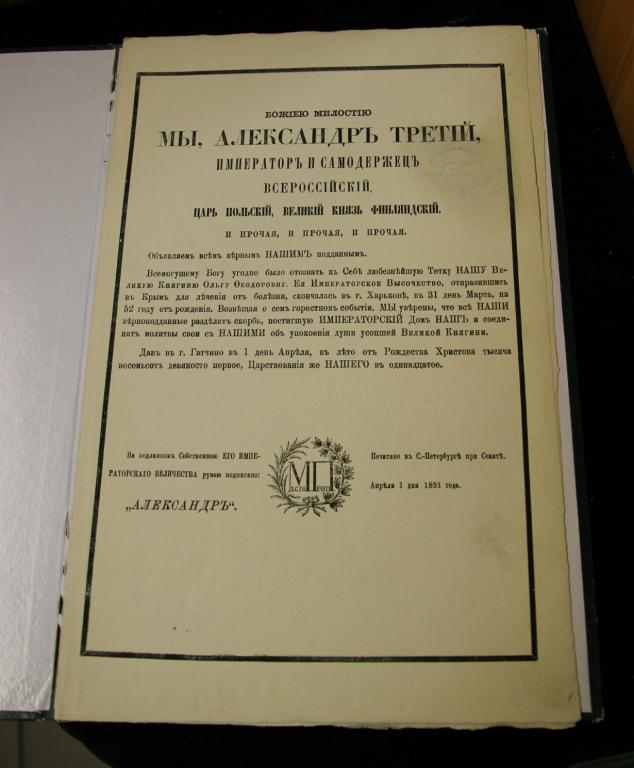 БОЖІЕЮ МИЛОСТІЮ
МЫ, АЛЕКСАНДРЪ ТРЕТІЙ,
ИМПЕРАТОРЪ И САМОДЕРЖЕЦЪ
ВСЕРОССІЙСКІЙ,
ЦАРЬ ПОЛЬСКІЙ, ВЕЛИКІЙ КНЯЗЬ ФИНЛЯНДСКІЙ.
И ПРОЧАЯ, И ПРОЧАЯ, И ПРОЧАЯ.
Объявляемъ всѣмъ вѣрнымъ НАШИМЪ подданнымъ.
Всемогущему Богу угодно было отозвать къ Себѣ любезнѣйшую Тетку НАШУ Ве-
ликую Княгиню Ольгу Ѳеодоровну. Ея Императорское Высочество, отправившись
въ Крымъ для лѣченія отъ болѣзни, скончалась въ г. Харьковѣ, въ 31 день Марта, на
52 году отъ рожденія. Возвѣщая о семъ горестномъ событіи, МЫ увѣрены, что всѣ НАШИ
вѣрноподданные раздѣлятъ скорбь, постигшую ИМПЕРАТОРСКІЙ Домъ НАШЪ и соеди-
нятъ молитвы свои съ НАШИМИ объ упокоеніи души усопшей Великой Княгини.
Данъ въ г. Гатчино въ 1 день Апрѣля, въ лѣто отъ Рождества Христова тысяча
восемьсотъ девяносто первое, Царствованія же НАШЕГО въ одинадцатое.
На подлинномъ Собственною ЕГО ИМПЕ-
РАТОРСКАГО ВЕЛИЧЕСТВА рукою подписано:
„АЛЕКСАНДРЪ“.
МѢСТО ПЕЧАТИ
Печатано въ С.-Петербургѣ при Сенатѣ.
Апрѣля 1 дня 1891 года.